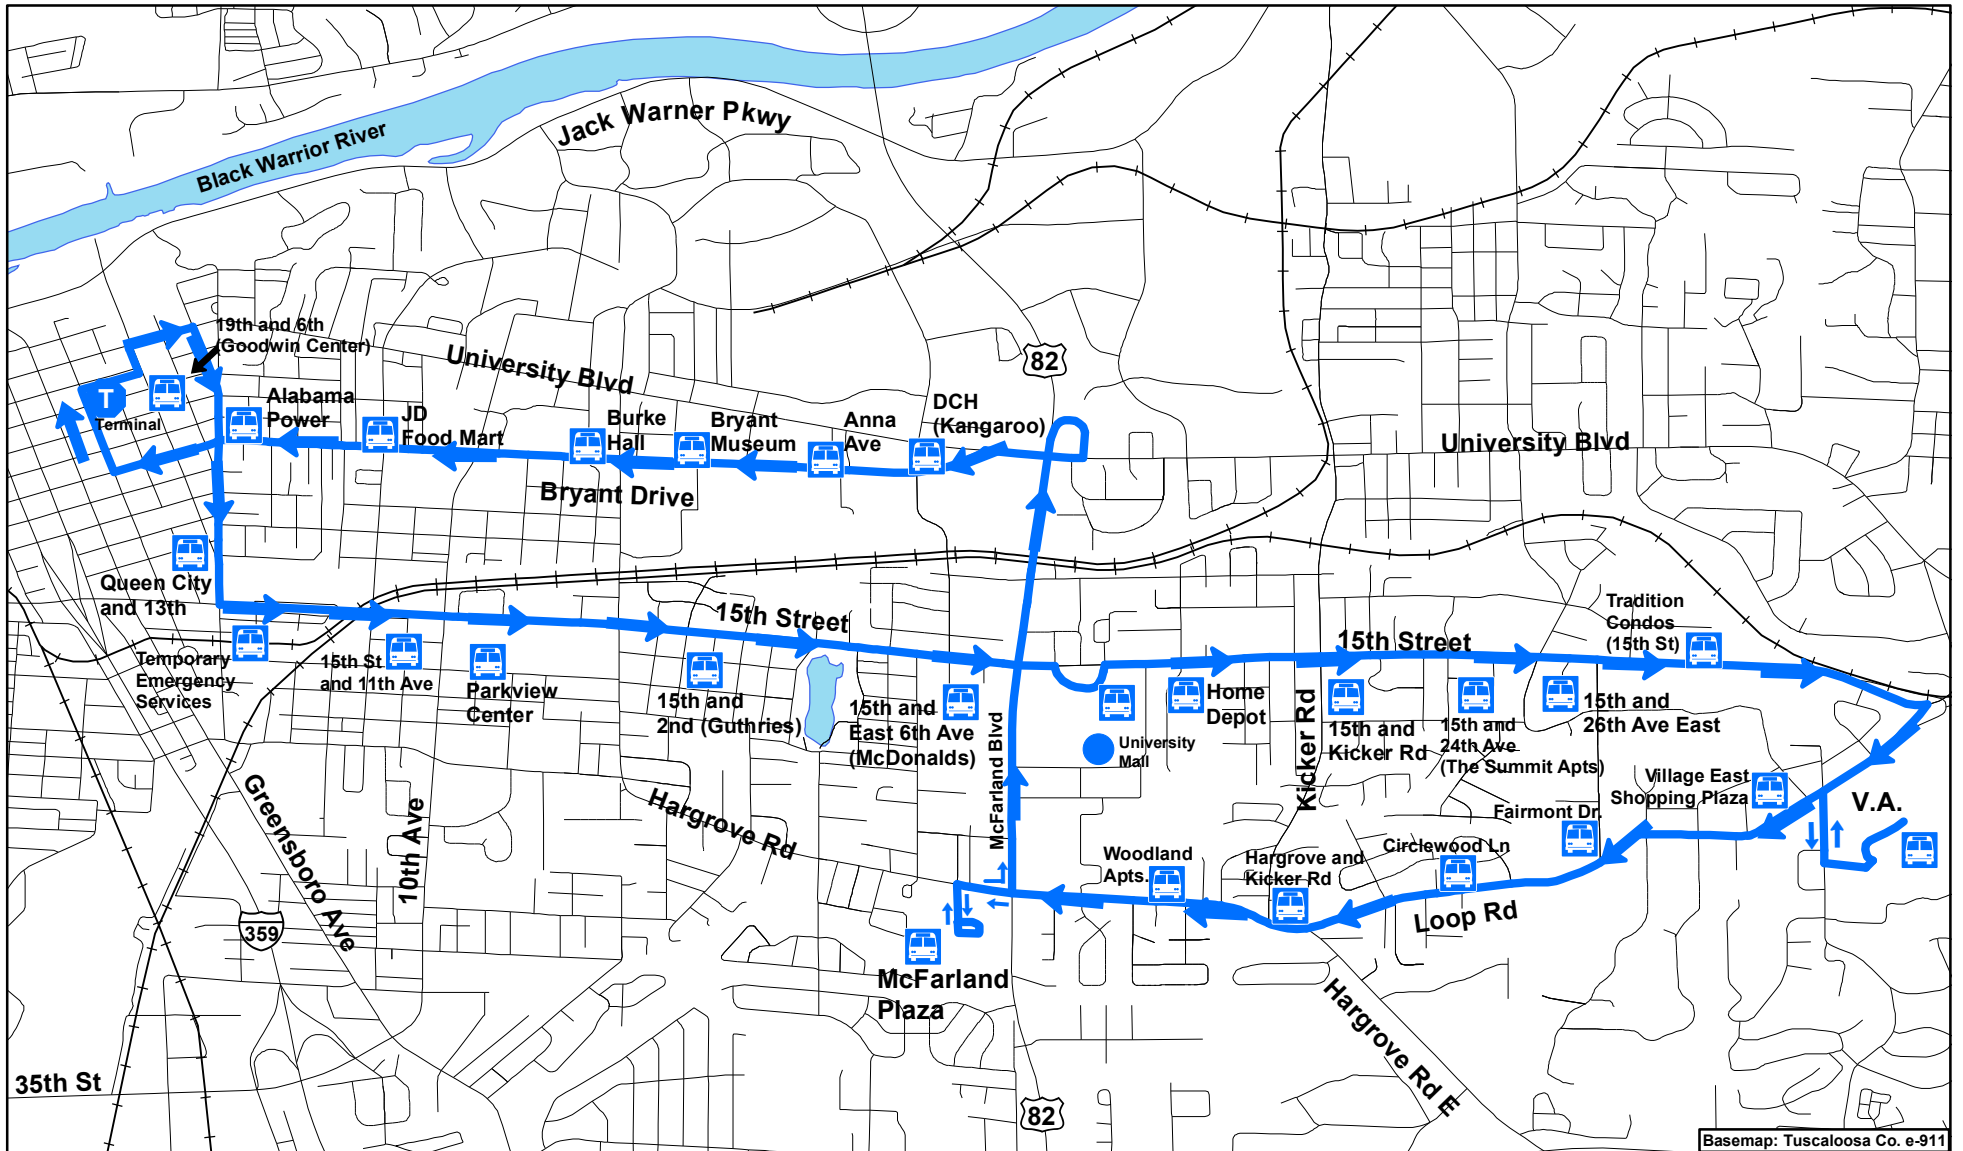 Jack Warner Pkwy
Black Warrior River
19th and 6th
(Goodwin Center)
University Blvd
82
T
Terminal
Alabama
Power
JD
Food Mart
Burke
Hall
Bryant
Museum
Anna
Ave
DCH
(Kangaroo)
University Blvd
Bryant Drive
Queen City
and 13th
15th Street
15th Street
Tradition
Condos
(15th St)
Temporary
Emergency
Services
15th St
and 11th Ave
Parkview
Center
15th and
2nd (Guthries)
15th and
East 6th Ave
(McDonalds)
McFarland Blvd
University
Mall
Home
Depot
Kicker Rd
15th and
Kicker Rd
15th and
24th Ave
(The Summit Apts)
15th and
26th Ave East
Village East
Shopping Plaza
V.A.
Fairmont Dr.
Circlewood Ln
Hargrove and
Kicker Rd
Woodland
Apts.
Loop Rd
Hargrove Rd
Greensboro Ave
10th Ave
359
McFarland
Plaza
Hargrove Rd E
35th St
82
Basemap: Tuscaloosa Co. e-911